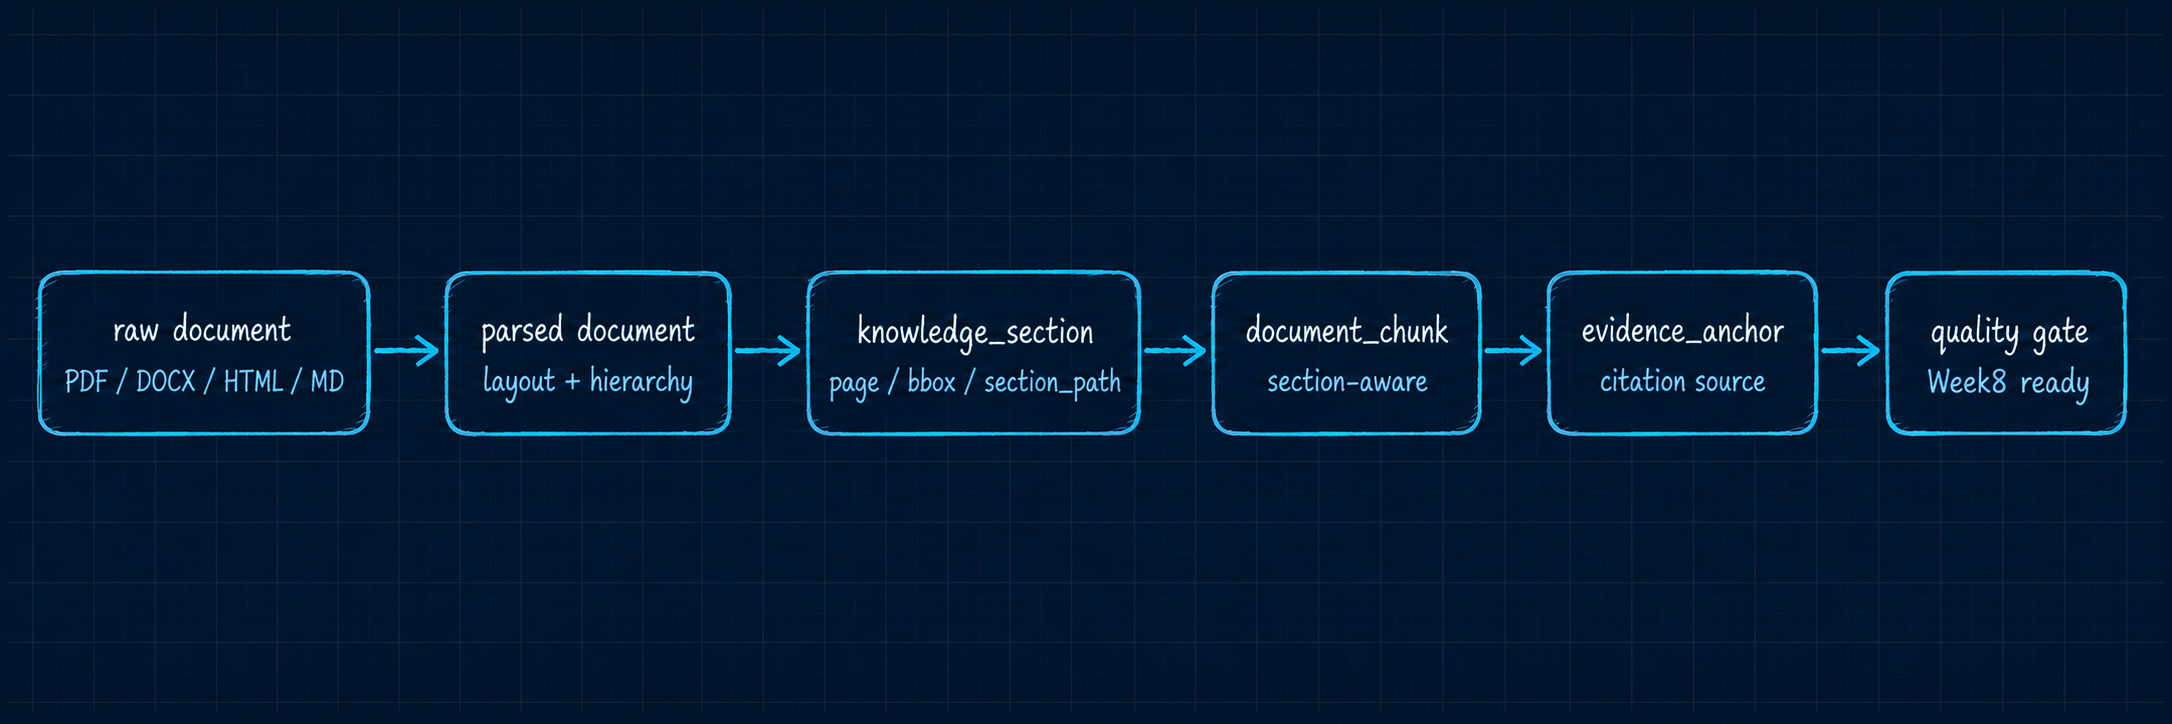 raw document
PDF / DOCX / HTML / MD
parsed document
layout + hierarchy
knowledge_section
page / bbox / section_path
document_chunk
section-aware
evidence_anchor
citation source
quality gate
Week8 ready